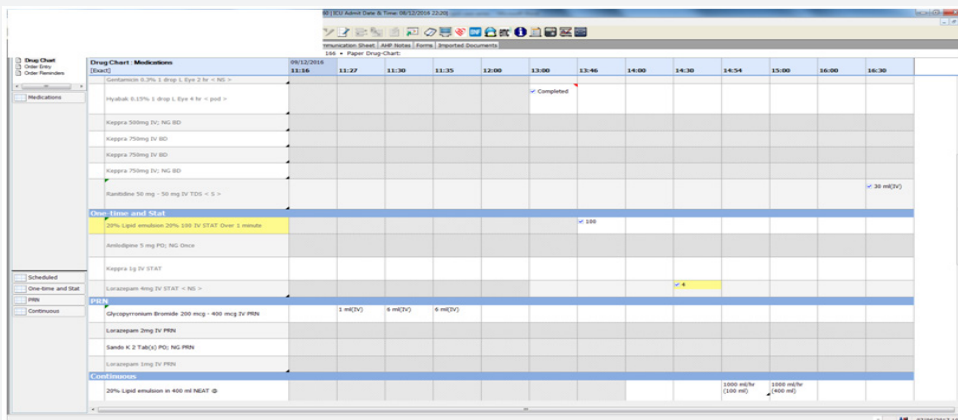 ICU Admit Date & Time: 08/12/2016 22:20]
mmunication Sheet | AHP Notes | Forms | Imported Documents
166 • Paper Drug-Chart:
Drug Chart
Order Entry
Order Reminders
Medications
Scheduled
One-time and Stat
PRN
Continuous
Drug Chart : Medications 09/12/2016
[Exact] 11:16 11:27 11:30 11:35 12:00 13:00 13:46 14:00 14:30 14:54 15:00 16:00 16:30
Gentamicin 0.3% 1 drop L Eye 2 hr < NS >
Hyabak 0.15% 1 drop L Eye 4 hr < pod > Completed
Keppra 500mg IV; NG BD
Keppra 750mg IV BD
Keppra 750mg IV BD
Keppra 750mg IV; NG BD
Ranitidine 50 mg - 50 mg IV TDS < S > 30 ml(IV)
One-time and Stat
20% Lipid emulsion 20% 100 IV STAT Over 1 minute 100
Amlodipine 5 mg PO; NG Once
Keppra 1g IV STAT
Lorazepam 4mg IV STAT < NS > 4
PRN
Glycopyrronium Bromide 200 mcg - 400 mcg IV PRN 1 ml(IV) 6 ml(IV) 6 ml(IV)
Lorazepam 2mg IV PRN
Sando K 2 Tab(s) PO; NG PRN
Lorazepam 1mg IV PRN
Continuous
20% Lipid emulsion in 400 ml NEAT @ 1000 ml/hr 1000 ml/hr
(100 ml) (400 ml)